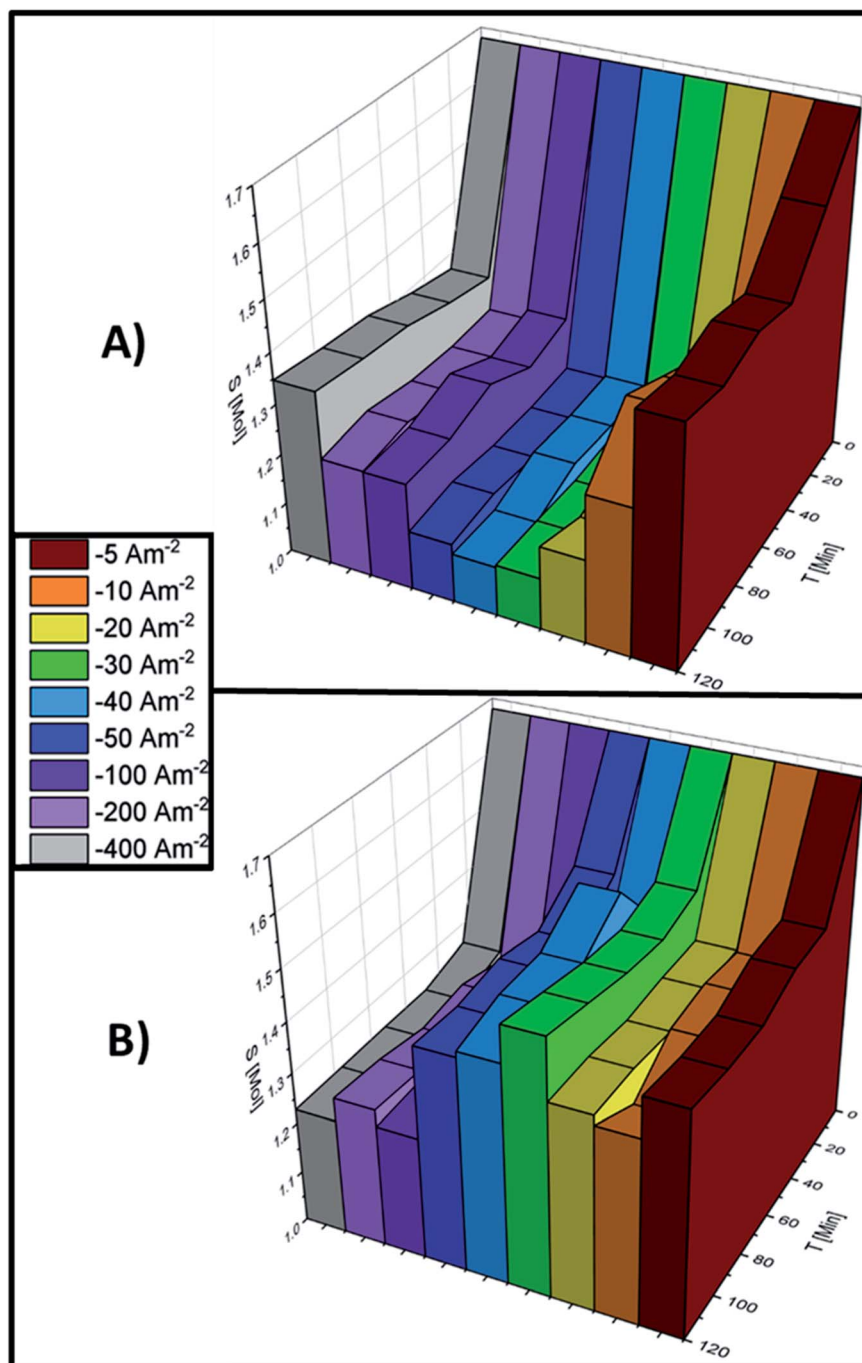 A)
1.7
1.6
1.5
1.4
1.3
1.2
1.1
1.0
S [Mol]
0
20
40
60
80
100
120
T [Min]
-5 Am⁻²
-10 Am⁻²
-20 Am⁻²
-30 Am⁻²
-40 Am⁻²
-50 Am⁻²
-100 Am⁻²
-200 Am⁻²
-400 Am⁻²
B)
1.7
1.6
1.5
1.4
1.3
1.2
1.1
1.0
S [Mol]
0
20
40
60
80
100
120
T [Min]